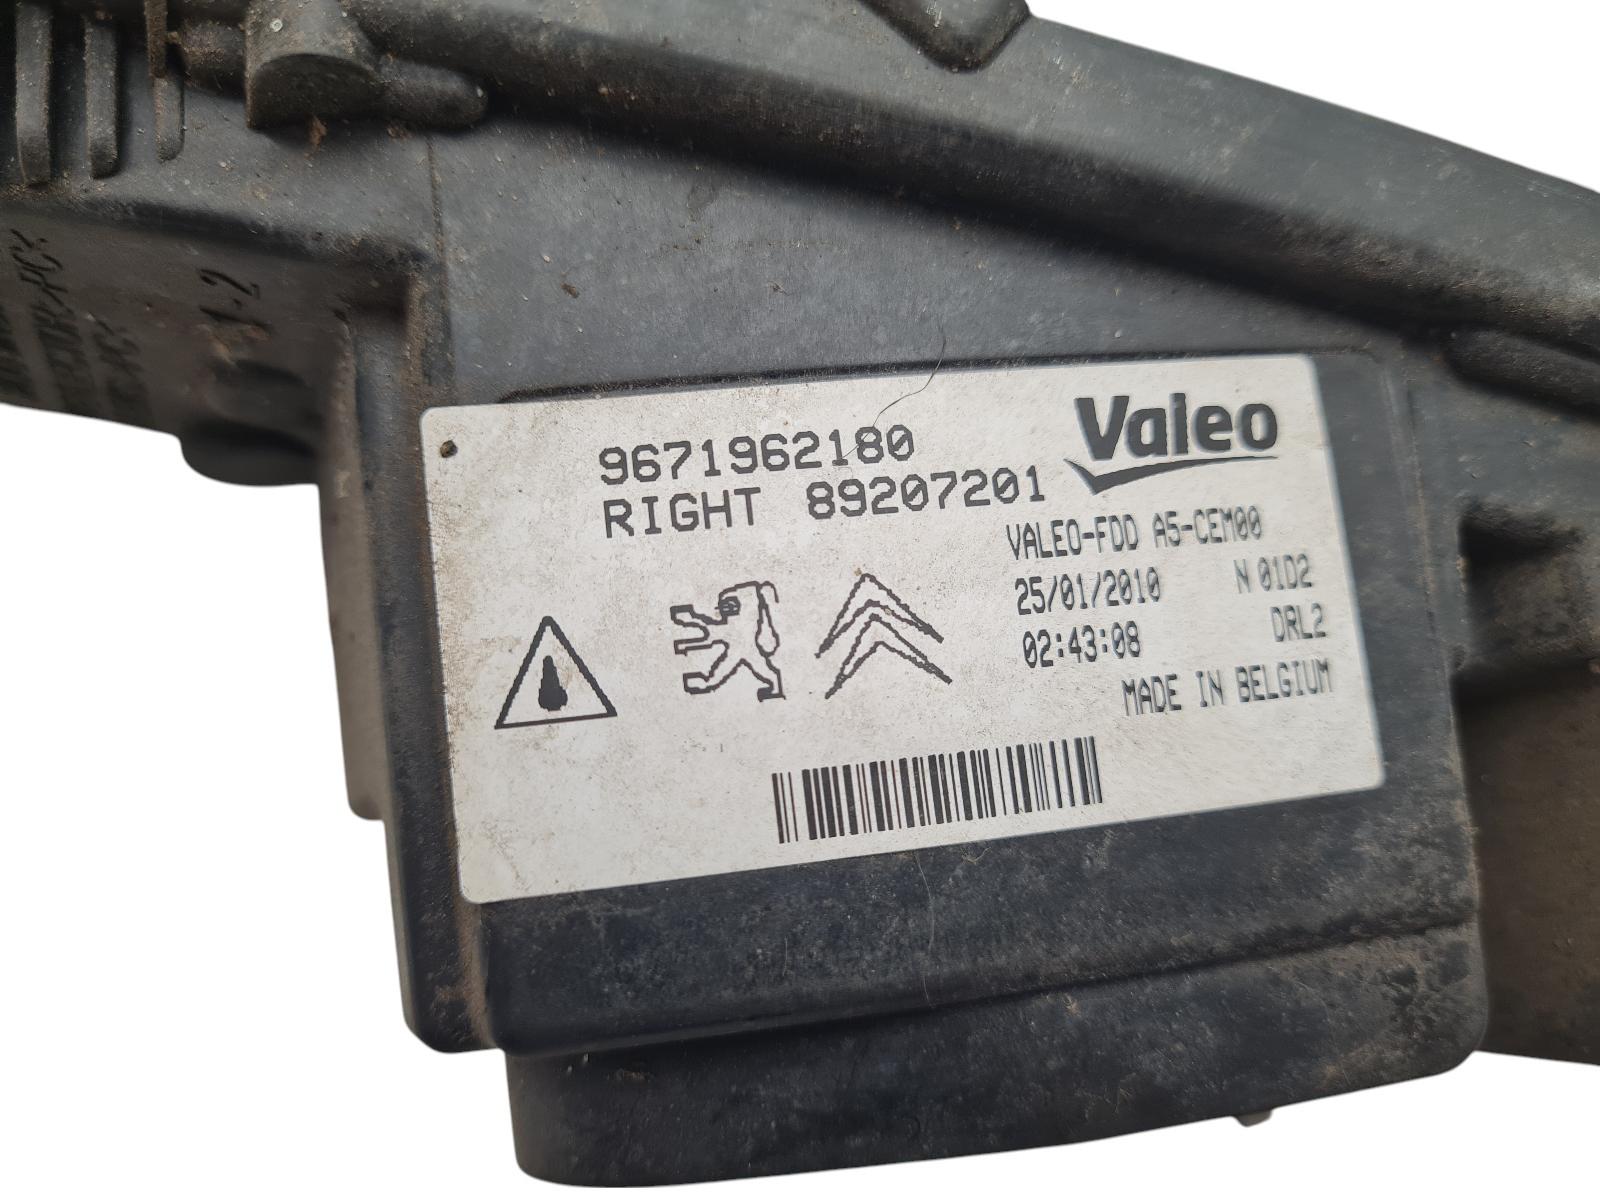 9671962180
RIGHT 89207201
Valeo
VALEO-FDD A5-CEM00
25/01/2010 N 01D2
02:43:08 DRL2
MADE IN BELGIUM